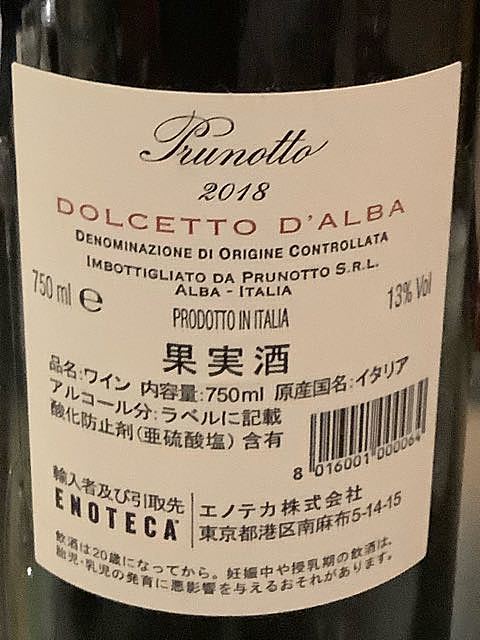 Prunotto
2018
DOLCETTO D'ALBA
DENOMINAZIONE DI ORIGINE CONTROLLATA
IMBOTTIGLIATO DA PRUNOTTO S.R.L.
ALBA - ITALIA
750 ml e
13% Vol
PRODOTTO IN ITALIA
果実酒
品名:ワイン 内容量:750ml 原産国名:イタリア
アルコール分:ラベルに記載
酸化防止剤(亜硫酸塩)含有
8 016001 000064
輸入者及び引取先
ENOTECA
エノテカ株式会社
東京都港区南麻布5-14-15
飲酒は20歳になってから。妊娠中や授乳期の飲酒は、
胎児・乳児の発育に悪影響を与えるおそれがあります。